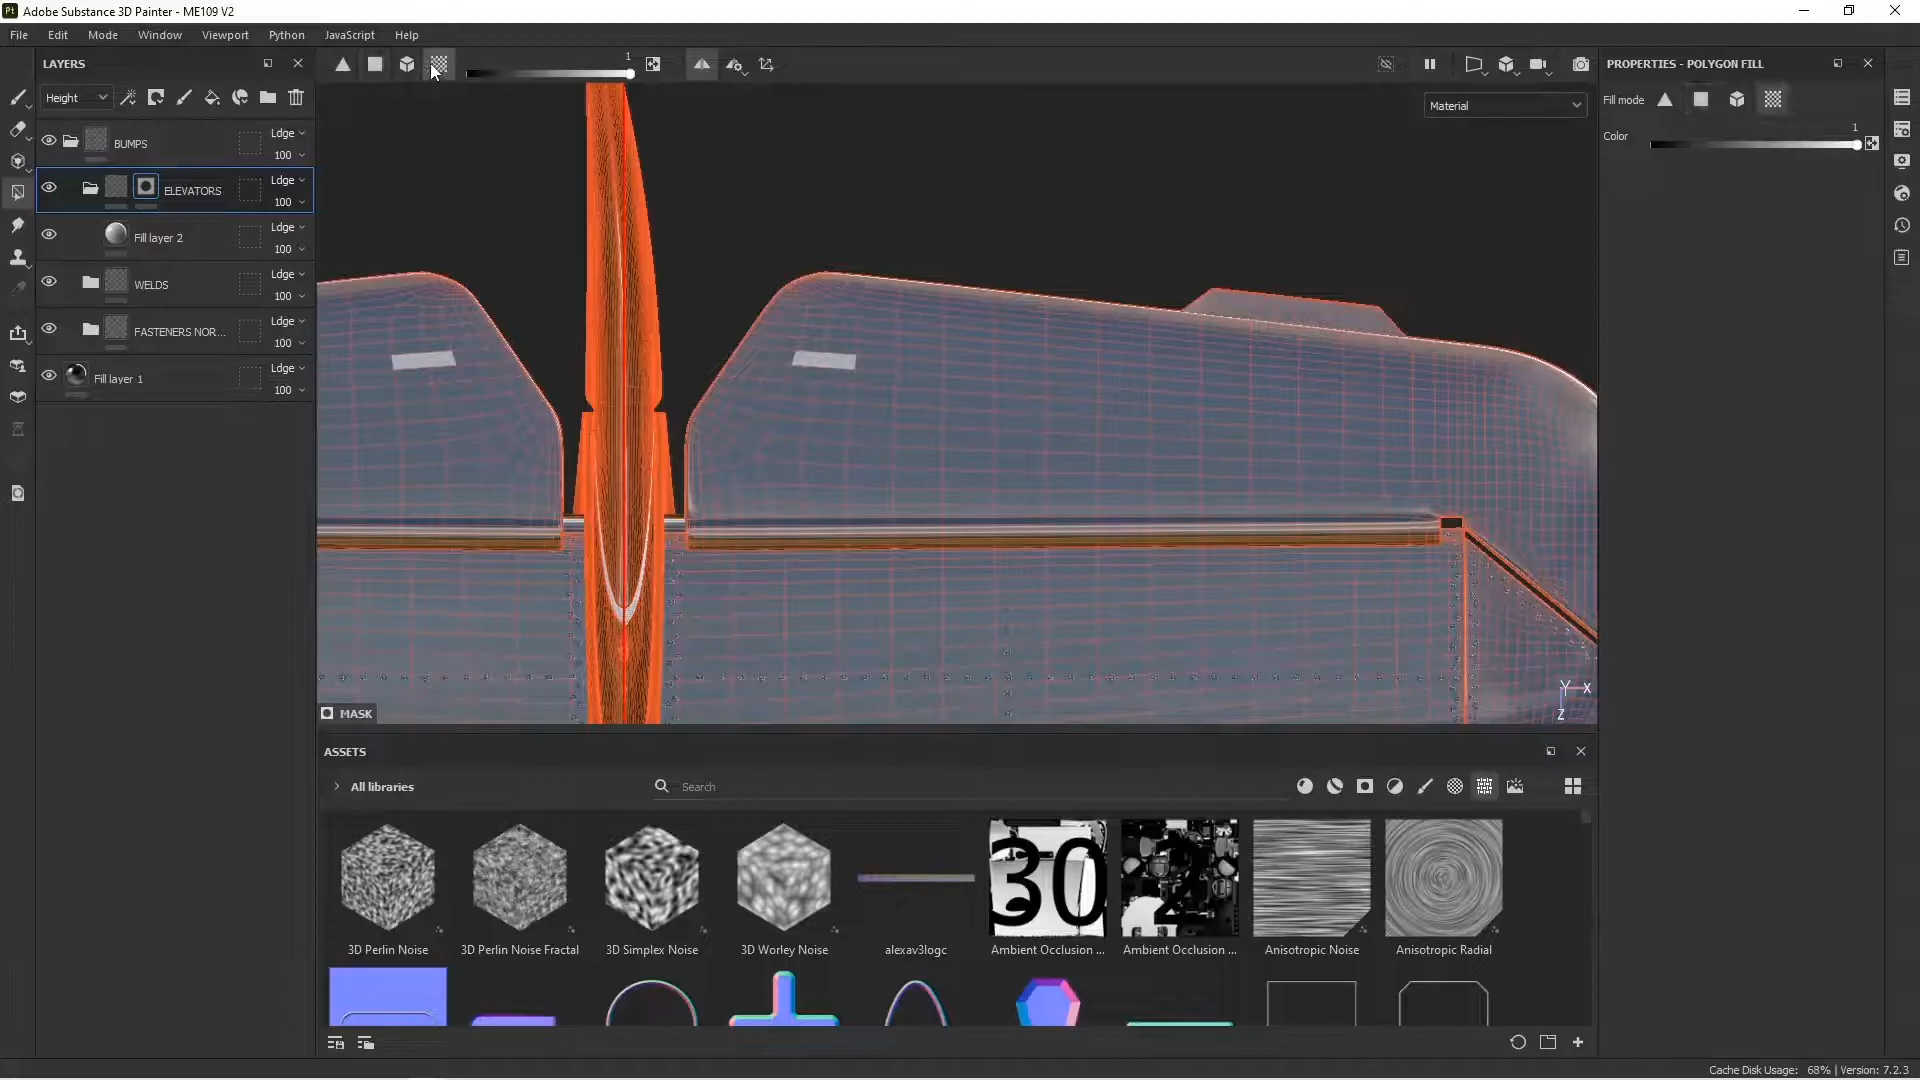 Pt Adobe Substance 3D Painter - ME109 V2
File Edit Mode Window Viewport Python JavaScript Help
LAYERS
1
PROPERTIES - POLYGON FILL
Height
Material
Fill mode
Color
1
BUMPS
Ldge
100
ELEVATORS
Ldge
100
Fill layer 2
Ldge
100
WELDS
Ldge
100
FASTENERS NOR...
Ldge
100
Fill layer 1
Ldge
100
Y X
Z
MASK
ASSETS
All libraries
Search
30
2
3D Perlin Noise
3D Perlin Noise Fractal
3D Simplex Noise
3D Worley Noise
alexav3logc
Ambient Occlusion ...
Ambient Occlusion ...
Anisotropic Noise
Anisotropic Radial
Cache Disk Usage: 68% | Version: 7.2.3